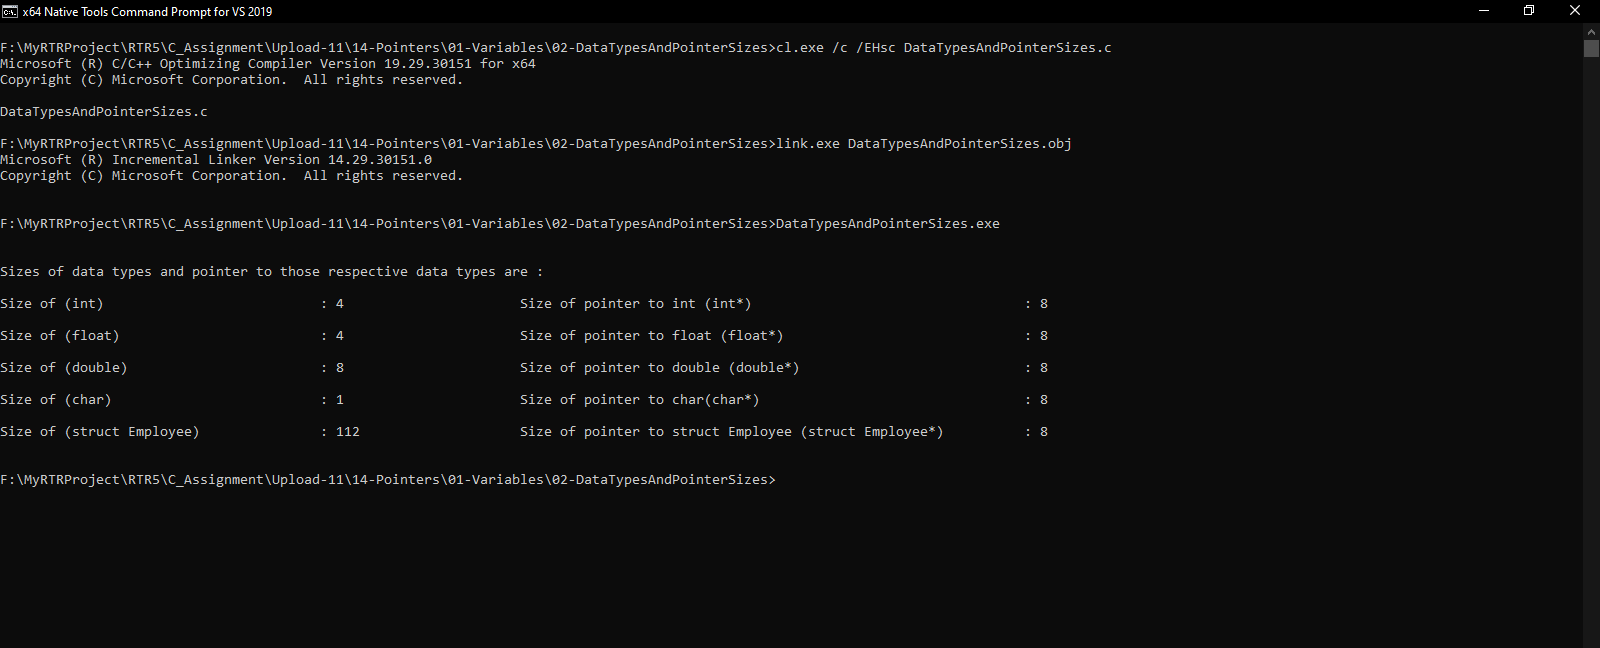 x64 Native Tools Command Prompt for VS 2019
F:\MyRTRProject\RTR5\C_Assignment\Upload-11\14-Pointers\01-Variables\02-DataTypesAndPointerSizes>cl.exe /c /EHsc DataTypesAndPointerSizes.c
Microsoft (R) C/C++ Optimizing Compiler Version 19.29.30151 for x64
Copyright (C) Microsoft Corporation.  All rights reserved.
DataTypesAndPointerSizes.c
F:\MyRTRProject\RTR5\C_Assignment\Upload-11\14-Pointers\01-Variables\02-DataTypesAndPointerSizes>link.exe DataTypesAndPointerSizes.obj
Microsoft (R) Incremental Linker Version 14.29.30151.0
Copyright (C) Microsoft Corporation.  All rights reserved.
F:\MyRTRProject\RTR5\C_Assignment\Upload-11\14-Pointers\01-Variables\02-DataTypesAndPointerSizes>DataTypesAndPointerSizes.exe
Sizes of data types and pointer to those respective data types are :
Size of (int) : 4 Size of pointer to int (int*) : 8
Size of (float) : 4 Size of pointer to float (float*) : 8
Size of (double) : 8 Size of pointer to double (double*) : 8
Size of (char) : 1 Size of pointer to char(char*) : 8
Size of (struct Employee) : 112 Size of pointer to struct Employee (struct Employee*) : 8
F:\MyRTRProject\RTR5\C_Assignment\Upload-11\14-Pointers\01-Variables\02-DataTypesAndPointerSizes>